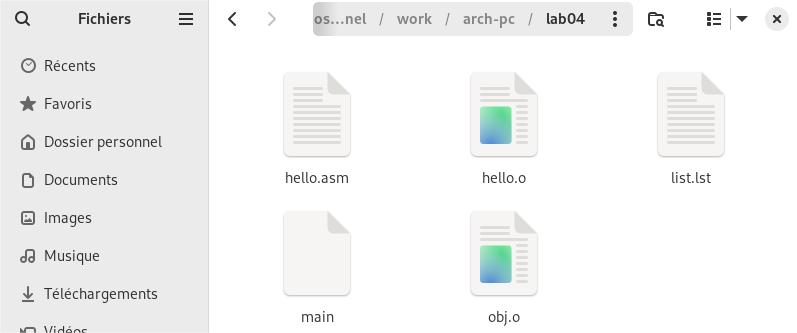 Fichiers
os...nel / work / arch-pc / lab04
Récents
Favoris
Dossier personnel
Documents
Images
Musique
Téléchargements
Vidéos
hello.asm
hello.o
list.lst
main
obj.o